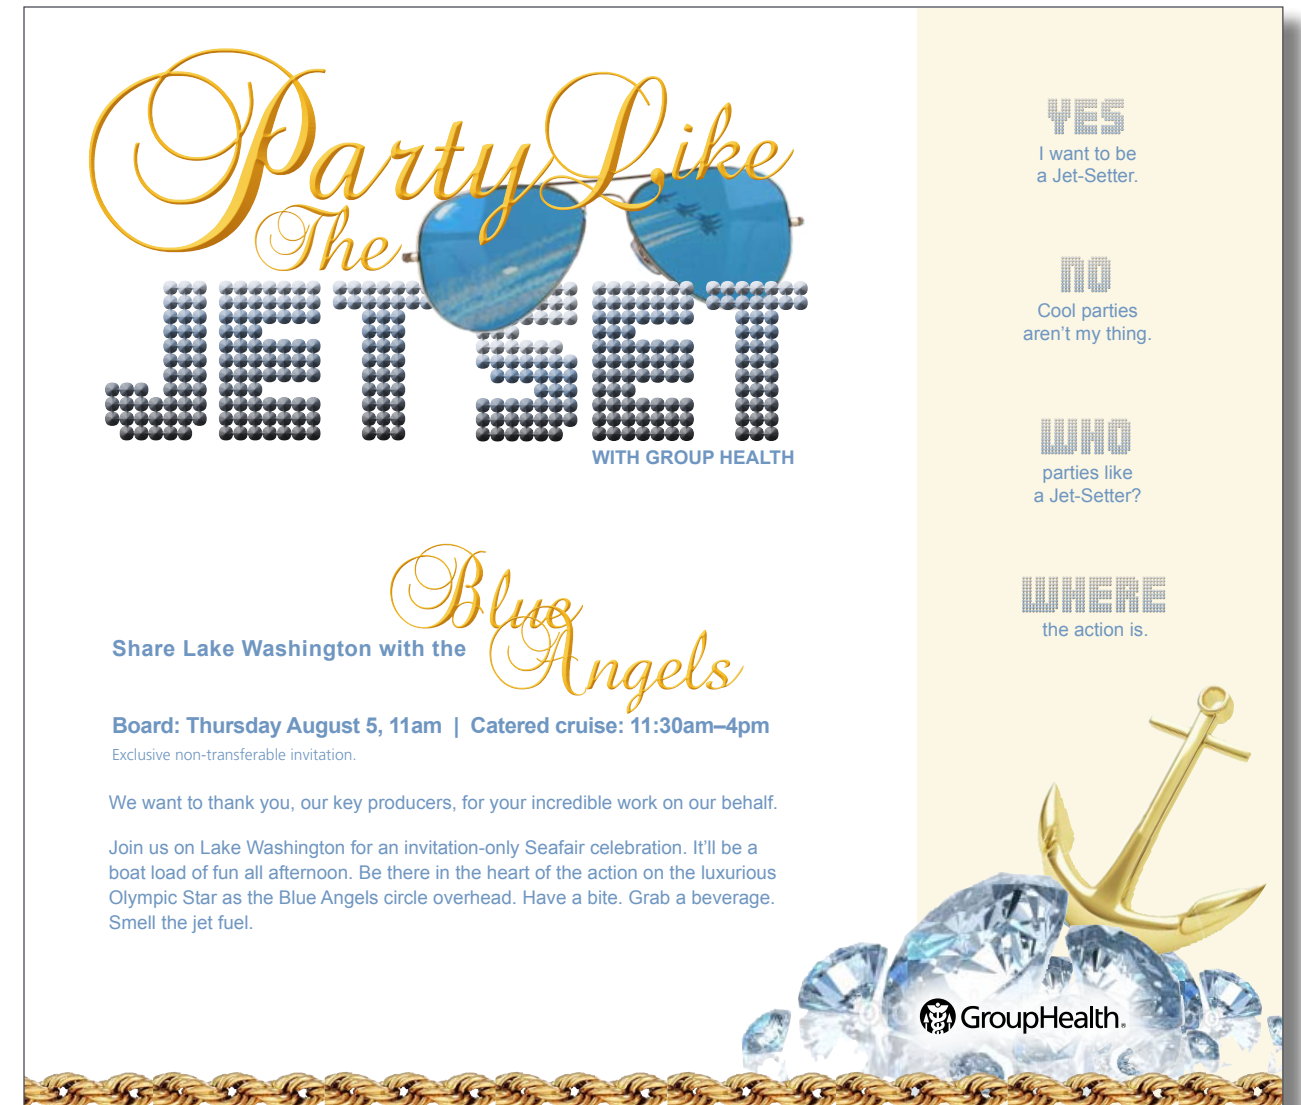 Party Like
The
JET SET
WITH GROUP HEALTH
Blue
Share Lake Washington with the
Angels
Board: Thursday August 5, 11am | Catered cruise: 11:30am–4pm
Exclusive non-transferable invitation.
We want to thank you, our key producers, for your incredible work on our behalf.
Join us on Lake Washington for an invitation-only Seafair celebration. It’ll be a
boat load of fun all afternoon. Be there in the heart of the action on the luxurious
Olympic Star as the Blue Angels circle overhead. Have a bite. Grab a beverage.
Smell the jet fuel.
YES
I want to be
a Jet-Setter.
NO
Cool parties
aren’t my thing.
WHO
parties like
a Jet-Setter?
WHERE
the action is.
GroupHealth®